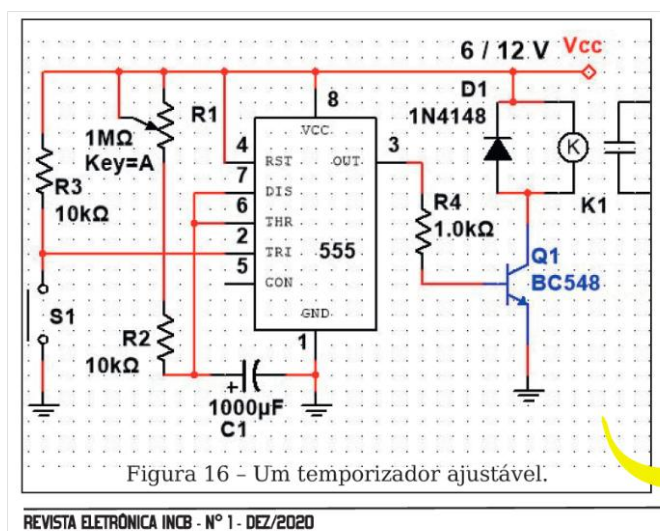 6 / 12 V Vcc
D1
1N4148
8
R1
VCC
4
3
1MΩ
Key=A
RST
OUT
K
7
DIS
R3
10kΩ
6
THR
R4
1.0kΩ
K1
2
TRI
555
Q1
BC548
5
CON
S1
GND
R2
10kΩ
1
+
1000µF
C1
Figura 16 – Um temporizador ajustável.
REVISTA ELETRÔNICA INCB - Nº 1 - DEZ/2020